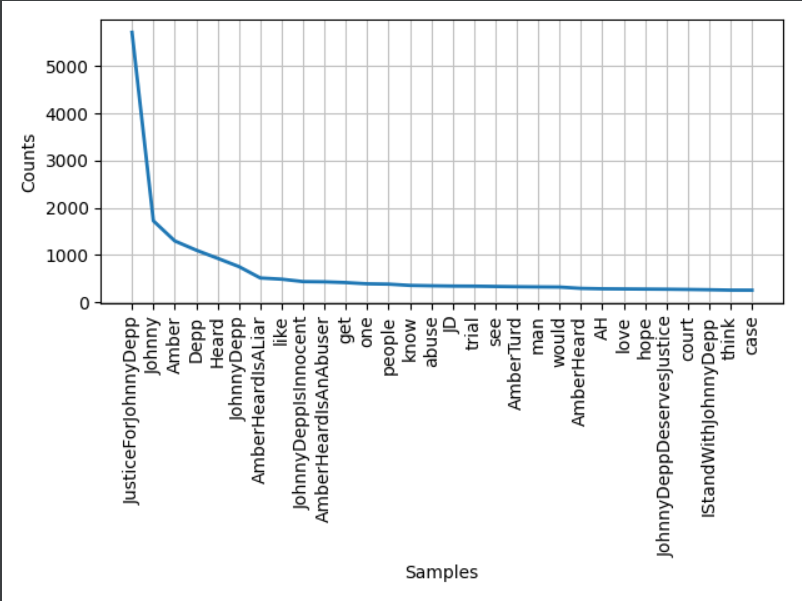 5000
4000
3000
2000
1000
0
Counts
JusticeForJohnnyDepp
Johnny
Amber
Depp
Heard
JohnnyDepp
AmberHeardIsALiar
like
JohnnyDeppIsInnocent
AmberHeardIsAnAbuser
get
one
people
know
abuse
JD
trial
see
AmberTurd
man
would
AmberHeard
AH
love
hope
JohnnyDeppDeservesJustice
court
IStandWithJohnnyDepp
think
case
Samples